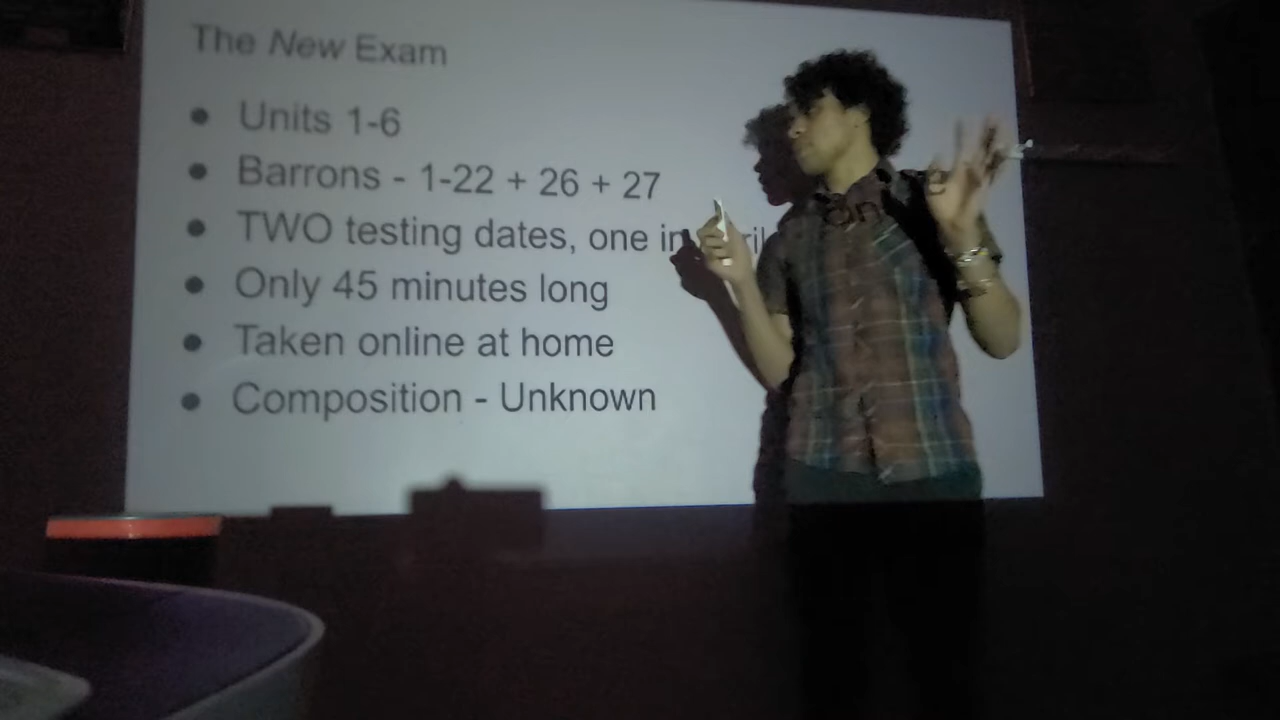 The New Exam
● Units 1-6
● Barrons - 1-22 + 26 + 27
● TWO testing dates, one in
● Only 45 minutes long
● Taken online at home
● Composition - Unknown